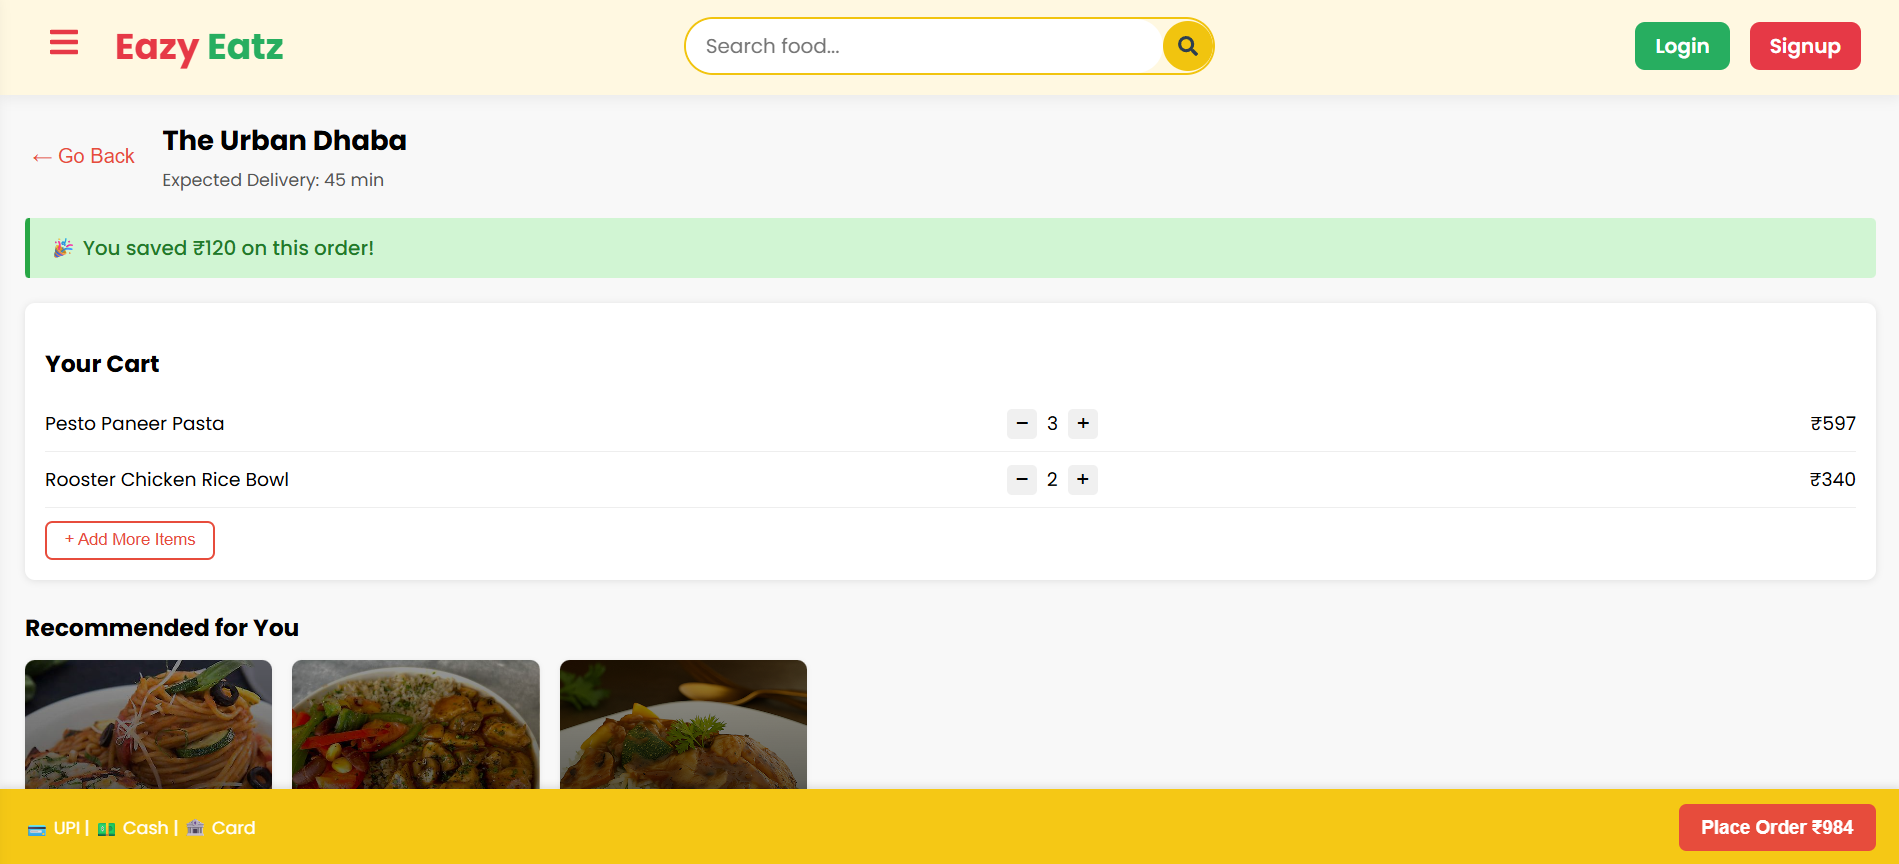 Eazy Eatz
Search food...
Login
Signup
← Go Back
The Urban Dhaba
Expected Delivery: 45 min
🎉 You saved ₹120 on this order!
Your Cart
Pesto Paneer Pasta − 3 + ₹597
Rooster Chicken Rice Bowl − 2 + ₹340
+ Add More Items
Recommended for You
💳 UPI | 💵 Cash | 🏦 Card
Place Order ₹984